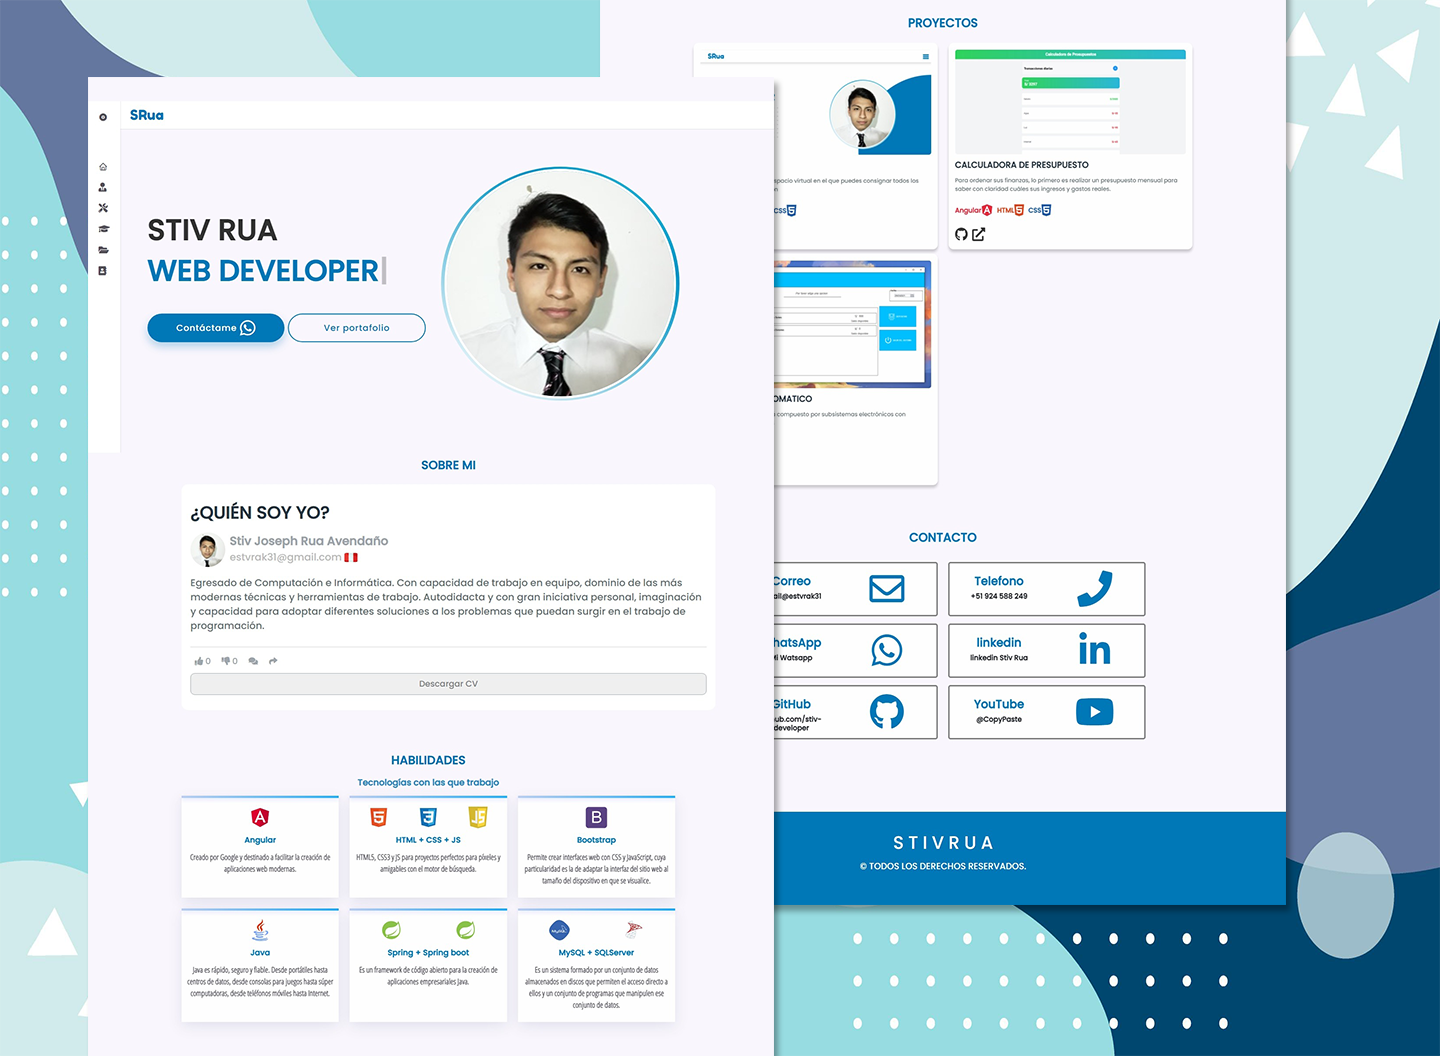 SRua
STIV RUA
WEB DEVELOPER
Contáctame
Ver portafolio
SOBRE MI
¿QUIÉN SOY YO?
Stiv Joseph Rua Avendaño
estvrak31@gmail.com
Egresado de Computación e Informática. Con capacidad de trabajo en equipo, dominio de las más
modernas técnicas y herramientas de trabajo. Autodidacta y con gran iniciativa personal, imaginación
y capacidad para adoptar diferentes soluciones a los problemas que puedan surgir en el trabajo de
programación.
0 0
Descargar CV
HABILIDADES
Tecnologías con las que trabajo
Angular
Creado por Google y destinado a facilitar la creación de
aplicaciones web modernas.
HTML + CSS + JS
HTML5, CSS3 y JS para proyectos perfectos para píxeles y
amigables con el motor de búsqueda.
Bootstrap
Permite crear interfaces web con CSS y JavaScript, cuya
particularidad es la de adaptar la interfaz del sitio web al
tamaño del dispositivo en que se visualice.
Java
Java es rápido, seguro y fiable. Desde portátiles hasta
centros de datos, desde consolas para juegos hasta súper
computadoras, desde teléfonos móviles hasta Internet.
Spring + Spring boot
Es un framework de código abierto para la creación de
aplicaciones empresariales Java.
MySQL + SQLServer
Es un sistema formado por un conjunto de datos
almacenados en discos que permiten el acceso directo a
ellos y un conjunto de programas que manipulen ese
conjunto de datos.
PROYECTOS
SRua
espacio virtual en el que puedes consignar todos los
CSS
Calculadora de Presupuestos
Transacciones diarias
CALCULADORA DE PRESUPUESTO
Para ordenar sus finanzas, lo primero es realizar un presupuesto mensual para
saber con claridad cuáles sus ingresos y gastos reales.
Angular HTML CSS
OMATICO
compuesto por subsistemas electrónicos con
CONTACTO
Correo
ail@estvrak31
Telefono
+51 924 588 249
hatsApp
Mi Watsapp
linkedin
linkedin Stiv Rua
GitHub
hub.com/stiv-
developer
YouTube
@CopyPaste
STIVRUA
© TODOS LOS DERECHOS RESERVADOS.